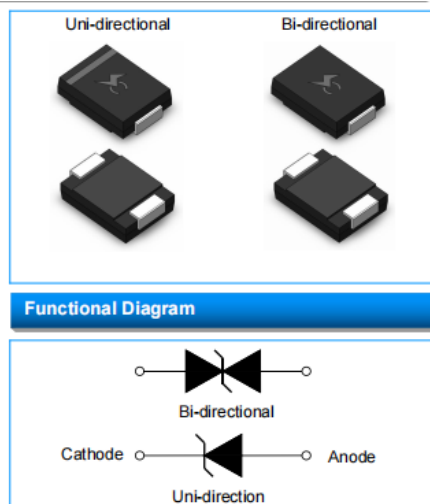 Uni-directional
Bi-directional
Functional Diagram
Bi-directional
Cathode
Anode
Uni-direction